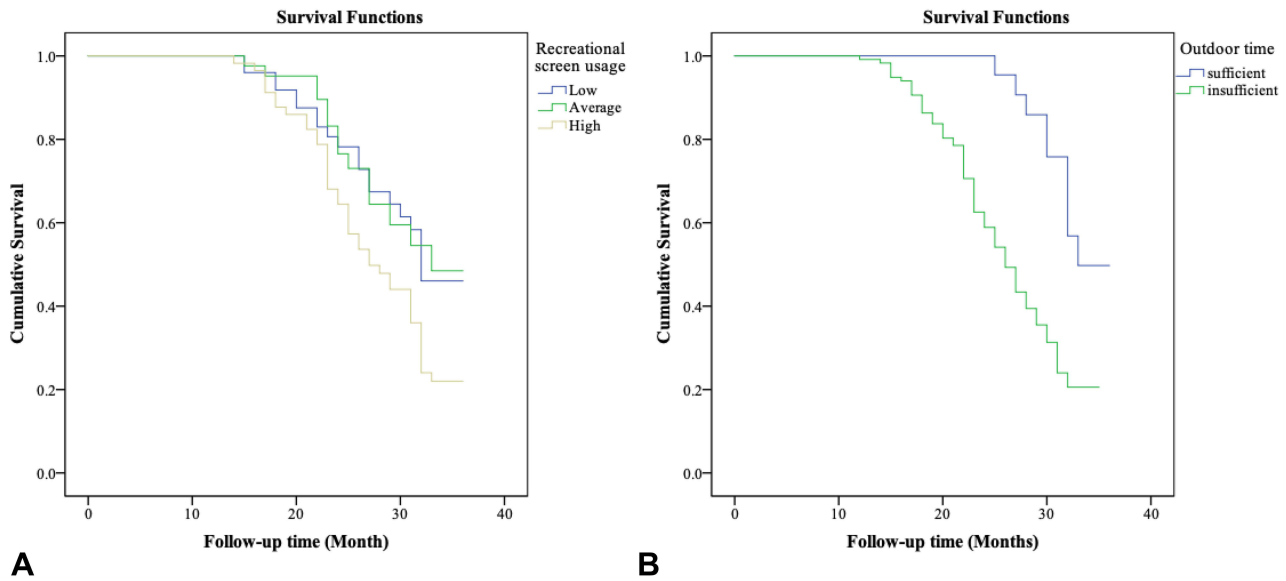 Survival Functions
1.0
0.8
0.6
0.4
0.2
0.0
Cumulative Survival
0 10 20 30 40
Follow-up time (Month)
Recreational
screen usage
Low
Average
High
A
Survival Functions
1.0
0.8
0.6
0.4
0.2
0.0
Cumulative Survival
0 10 20 30 40
Follow-up time (Months)
Outdoor time
sufficient
insufficient
B